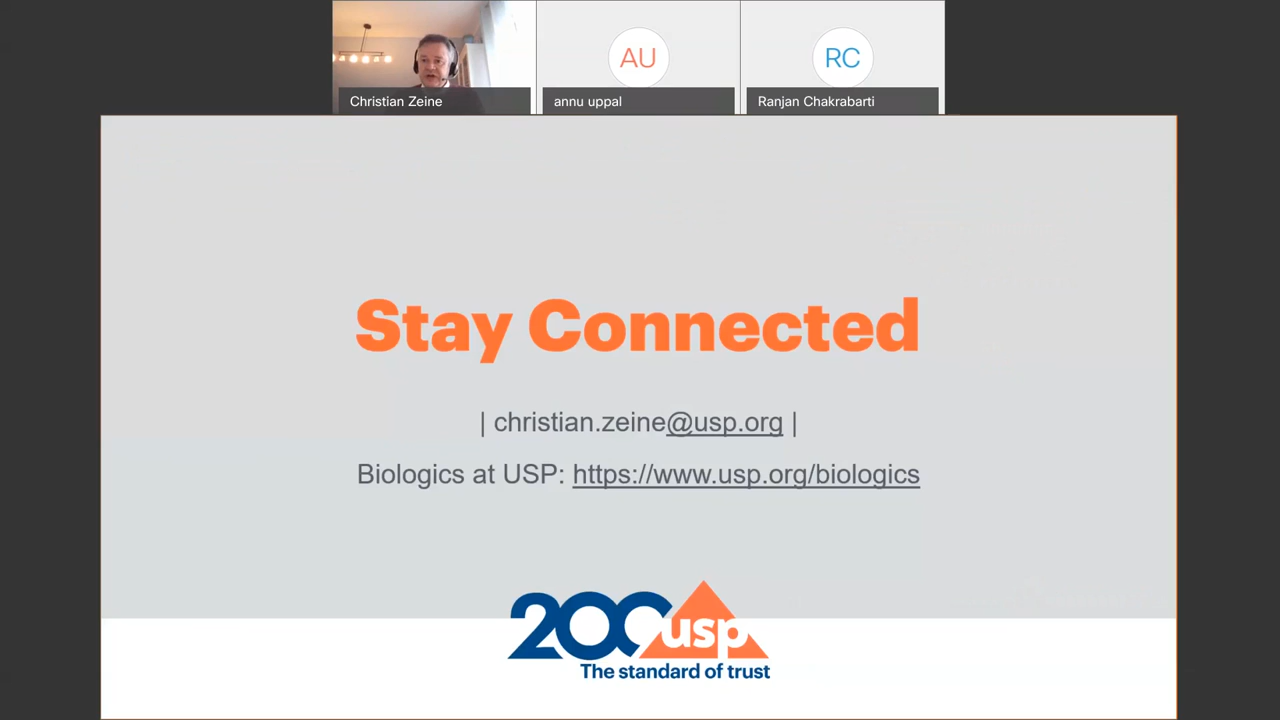 AU
RC
Christian Zeine
annu uppal
Ranjan Chakrabarti
Stay Connected
| christian.zeine@usp.org |
Biologics at USP: https://www.usp.org/biologics
200 usp
The standard of trust